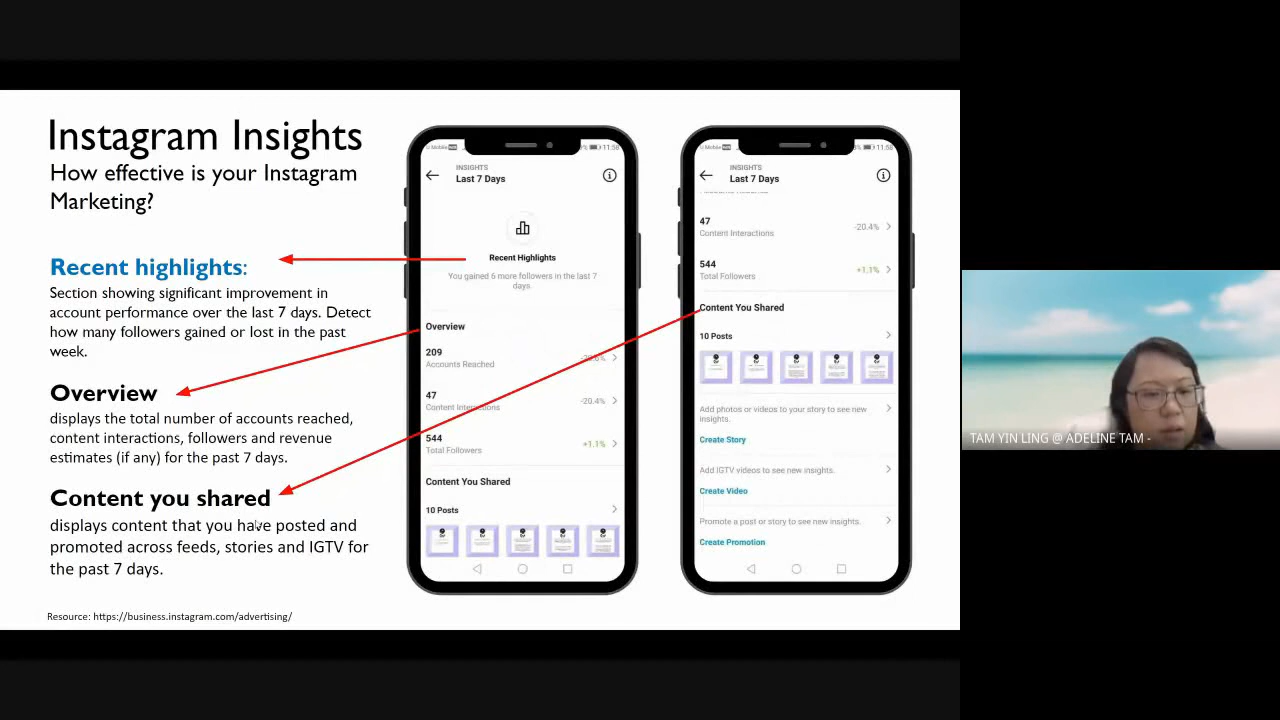 Instagram Insights
How effective is your Instagram
Marketing?
Recent highlights:
Section showing significant improvement in
account performance over the last 7 days. Detect
how many followers gained or lost in the past
week.
Overview
displays the total number of accounts reached,
content interactions, followers and revenue
estimates (if any) for the past 7 days.
Content you shared
displays content that you have posted and
promoted across feeds, stories and IGTV for
the past 7 days.
Resource: https://business.instagram.com/advertising/
11:58
INSIGHTS
Last 7 Days
Recent Highlights
You gained 6 more followers in the last 7
days.
Overview
209
Accounts Reached
47
Content Interactions
-20.4%
544
Total Followers
+1.1%
Content You Shared
10 Posts
11:58
INSIGHTS
Last 7 Days
47
Content Interactions
-20.4%
544
Total Followers
+1.1%
Content You Shared
10 Posts
Add photos or videos to your story to see new
insights.
Create Story
Add IGTV videos to see new insights.
Create Video
Promote a post or story to see new insights.
Create Promotion
TAM YIN LING @ ADELINE TAM -